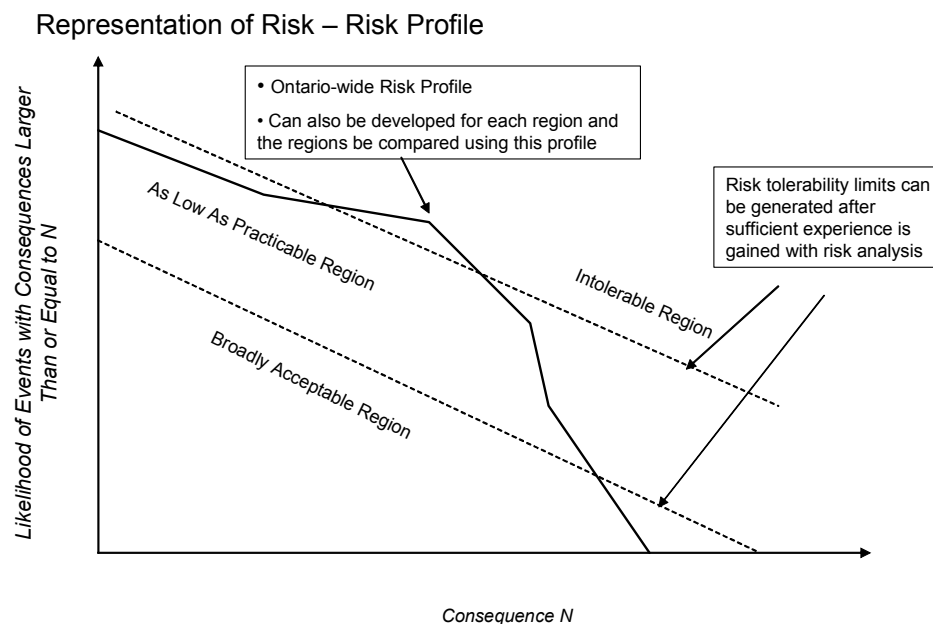 Representation of Risk – Risk Profile
• Ontario-wide Risk Profile
• Can also be developed for each region and
the regions be compared using this profile
Risk tolerability limits can
be generated after
sufficient experience is
gained with risk analysis
As Low As Practicable Region
Intolerable Region
Broadly Acceptable Region
Likelihood of Events with Consequences Larger
Than or Equal to N
Consequence N